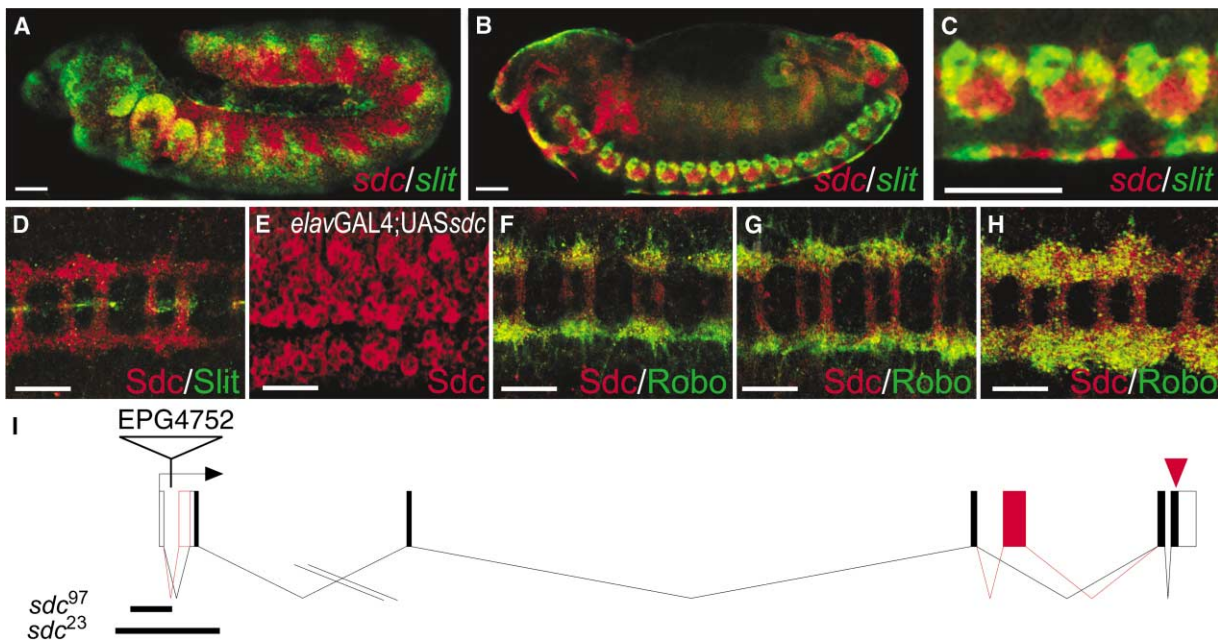 A
sdc/slit
B
sdc/slit
C
sdc/slit
D
Sdc/Slit
E elavGAL4;UASsdc
Sdc
F
Sdc/Robo
G
Sdc/Robo
H
Sdc/Robo
I
EPG4752
sdc97
sdc23